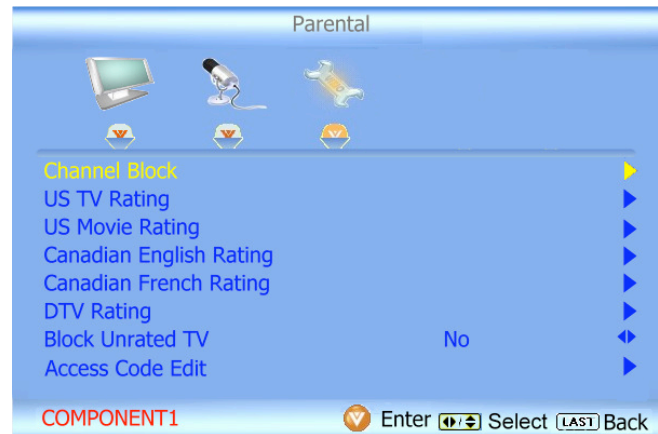 Parental
Channel Block
US TV Rating
US Movie Rating
Canadian English Rating
Canadian French Rating
DTV Rating
Block Unrated TV No
Access Code Edit
COMPONENT1 Enter Select LAST Back